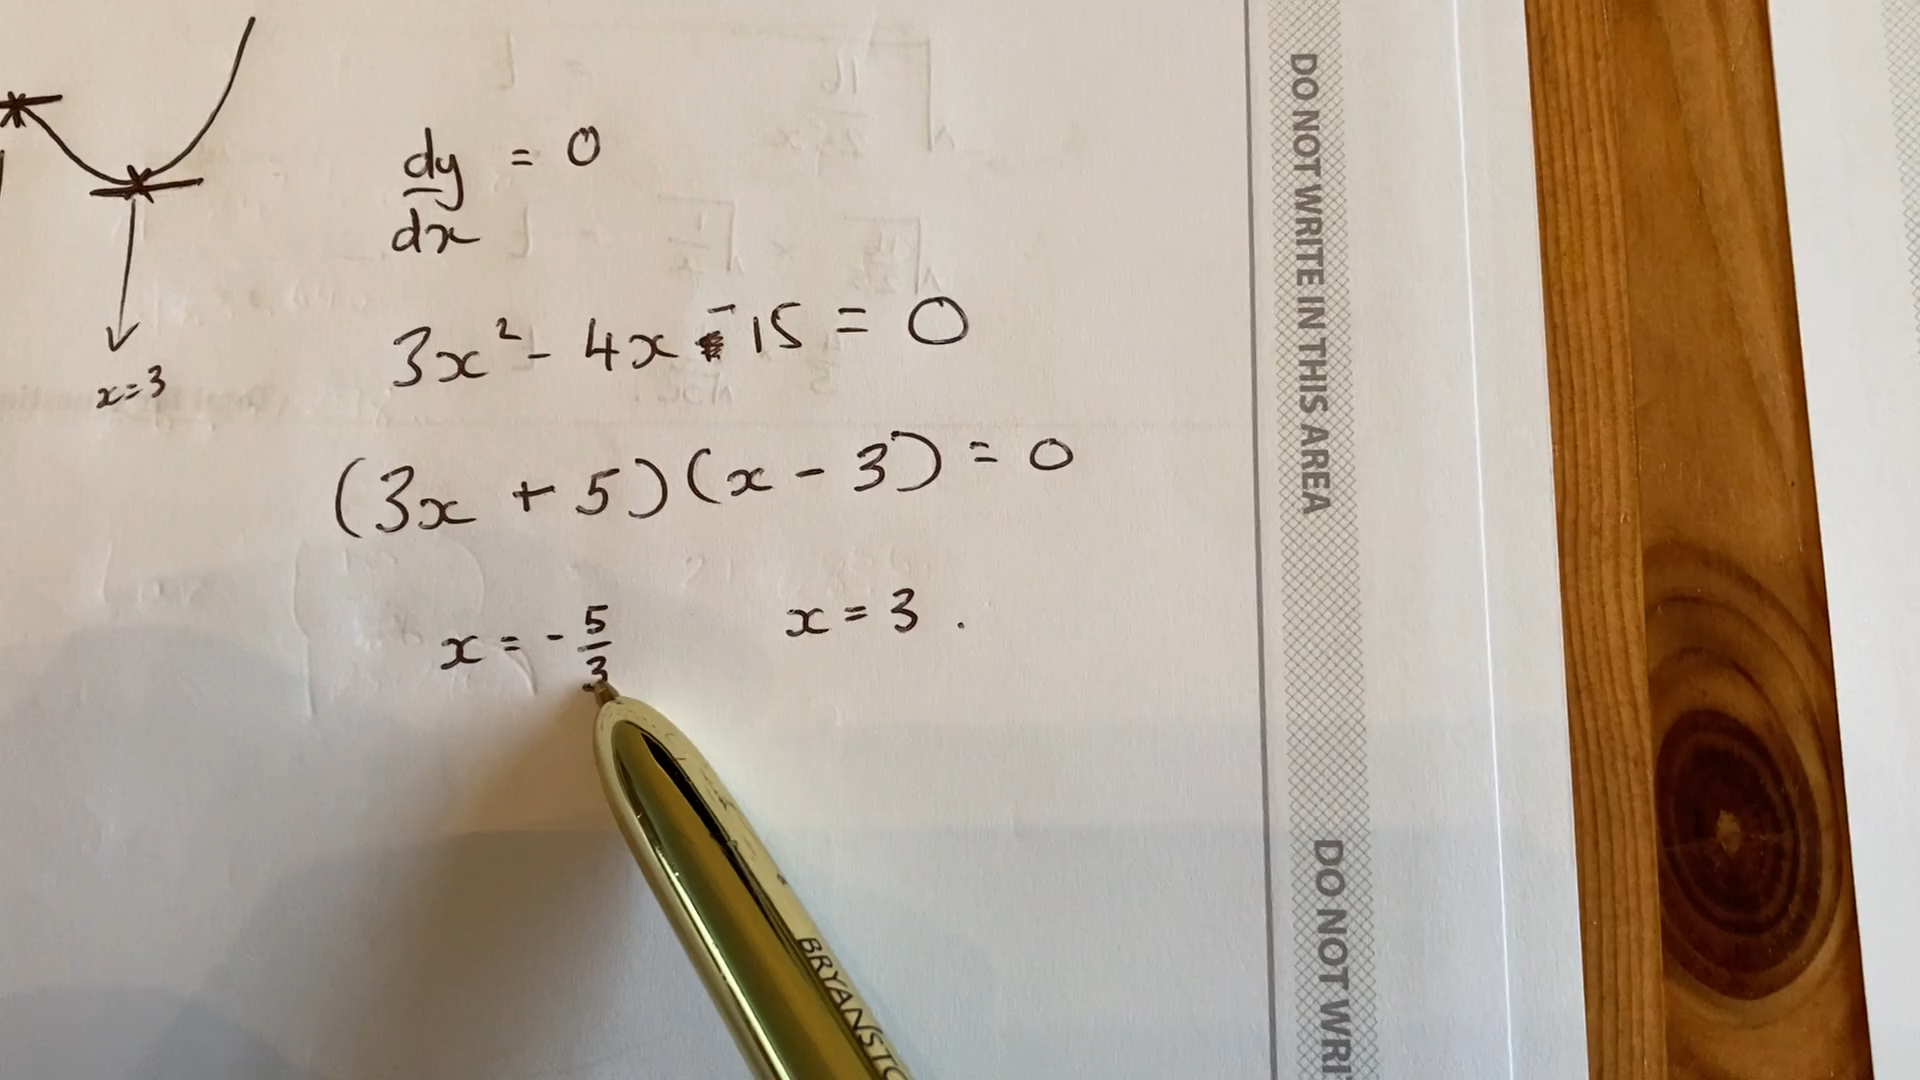 dy/dx = 0
3x² - 4x - 15 = 0
x=3
(3x + 5)(x - 3) = 0
x = -5/3 x = 3 .
DO NOT WRITE IN THIS AREA
DO NOT WRI
BRYANSTO